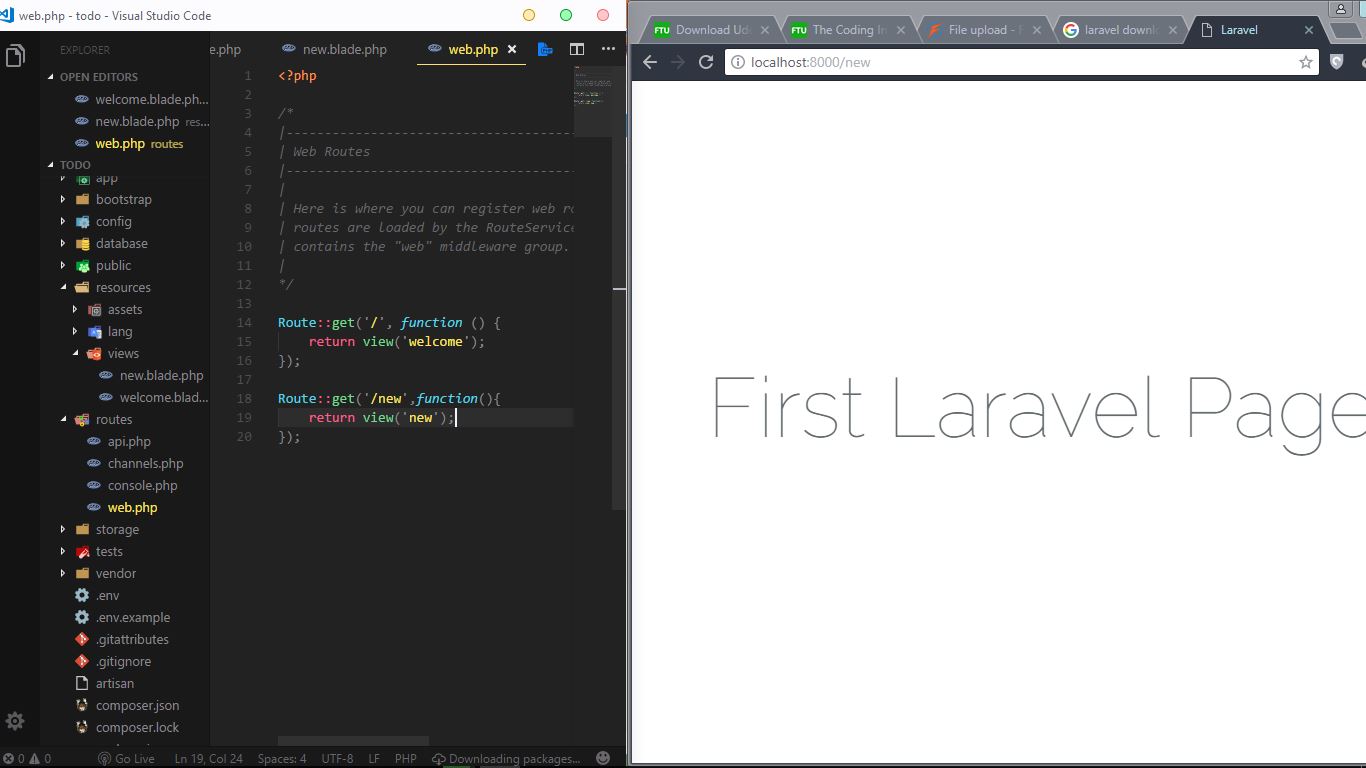 web.php - todo - Visual Studio Code
EXPLORER
OPEN EDITORS
welcome.blade.ph...
new.blade.php res...
web.php routes
TODO
app
bootstrap
config
database
public
resources
assets
lang
views
new.blade.php
welcome.blad...
routes
api.php
channels.php
console.php
web.php
storage
tests
vendor
.env
.env.example
.gitattributes
.gitignore
artisan
composer.json
composer.lock
e.php
new.blade.php
web.php
1 <?php
2
3 /*
4 |--------------------------------------
5 | Web Routes
6 |--------------------------------------
7 |
8 | Here is where you can register web ro
9 | routes are loaded by the RouteService
10 | contains the "web" middleware group.
11 |
12 */
13
14 Route::get('/', function () {
15     return view('welcome');
16 });
17
18 Route::get('/new',function(){
19     return view('new');
20 });
0 0 Go Live Ln 19, Col 24 Spaces: 4 UTF-8 LF PHP Downloading packages...
FTU Download Ud
FTU The Coding In
File upload - F
laravel downlo
Laravel
localhost:8000/new
First Laravel Page